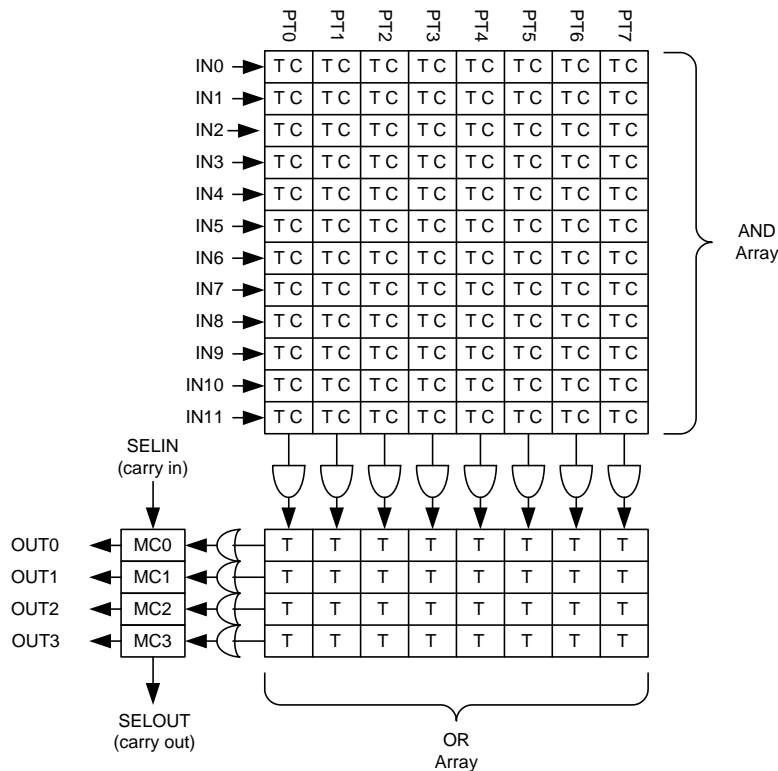 PT0 PT1 PT2 PT3 PT4 PT5 PT6 PT7
IN0 T C T C T C T C T C T C T C T C
IN1 T C T C T C T C T C T C T C T C
IN2 T C T C T C T C T C T C T C T C
IN3 T C T C T C T C T C T C T C T C
IN4 T C T C T C T C T C T C T C T C
IN5 T C T C T C T C T C T C T C T C
IN6 T C T C T C T C T C T C T C T C
IN7 T C T C T C T C T C T C T C T C
IN8 T C T C T C T C T C T C T C T C
IN9 T C T C T C T C T C T C T C T C
IN10 T C T C T C T C T C T C T C T C
IN11 T C T C T C T C T C T C T C T C
AND
Array
SELIN
(carry in)
OUT0 MC0 T T T T T T T T
OUT1 MC1 T T T T T T T T
OUT2 MC2 T T T T T T T T
OUT3 MC3 T T T T T T T T
SELOUT
(carry out)
OR
Array